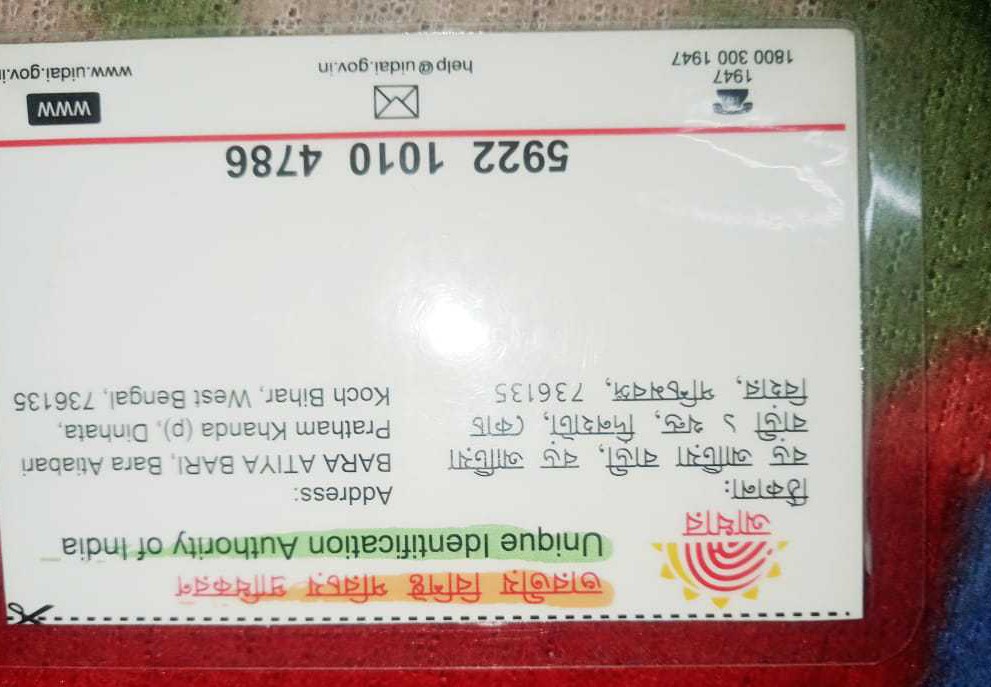 ভারতীয় বিশিষ্ট পরিচয় প্রাধিকরণ
Unique Identification Authority of India
আধার
ঠিকানা:
বড় আটিয়া বাড়ী, বড় আটিয়া
বাড়ী ১ খন্ড, দিনহাটা, কোচ
বিহার, পশ্চিমবঙ্গ, 736135
Address:
BARA ATIYA BARI, Bara Atiabari
Pratham Khanda (p), Dinhata,
Koch Bihar, West Bengal, 736135
5922 1010 4786
1947
1800 300 1947
help@uidai.gov.in
WWW
www.uidai.gov.in